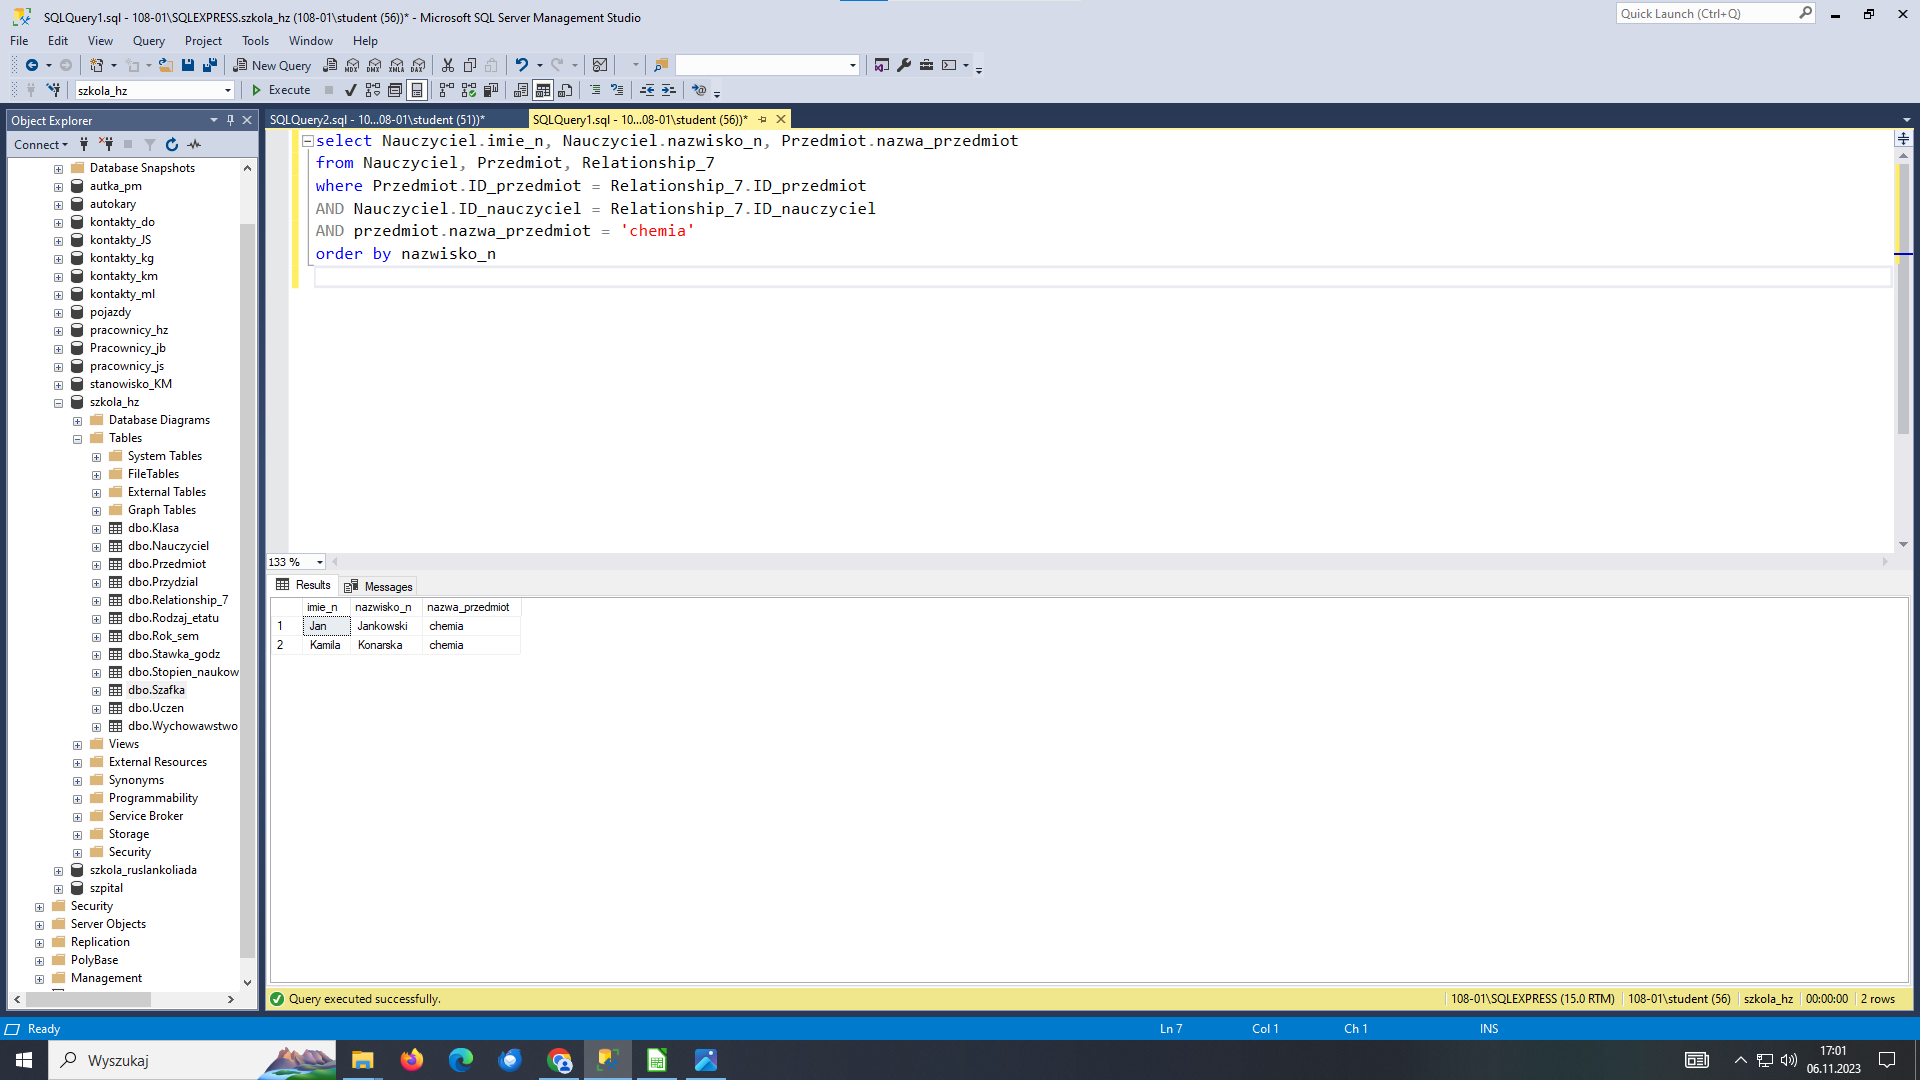 SQLQuery1.sql - 108-01\SQLEXPRESS.szkola_hz (108-01\student (56))* - Microsoft SQL Server Management Studio
Quick Launch (Ctrl+Q)
File Edit View Query Project Tools Window Help
New Query
MDX DMX XMLA DAX
szkola_hz
Execute
Object Explorer
SQLQuery2.sql - 10...08-01\student (51))*
SQLQuery1.sql - 10...08-01\student (56))*
Connect
Database Snapshots
autka_pm
autokary
kontakty_do
kontakty_JS
kontakty_kg
kontakty_km
kontakty_ml
pojazdy
pracownicy_hz
Pracownicy_jb
pracownicy_js
stanowisko_KM
szkola_hz
Database Diagrams
Tables
System Tables
FileTables
External Tables
Graph Tables
dbo.Klasa
dbo.Nauczyciel
dbo.Przedmiot
dbo.Przydzial
dbo.Relationship_7
dbo.Rodzaj_etatu
dbo.Rok_sem
dbo.Stawka_godz
dbo.Stopien_naukow
dbo.Szafka
dbo.Uczen
dbo.Wychowawstwo
Views
External Resources
Synonyms
Programmability
Service Broker
Storage
Security
szkola_ruslankoliada
szpital
Security
Server Objects
Replication
PolyBase
Management
select Nauczyciel.imie_n, Nauczyciel.nazwisko_n, Przedmiot.nazwa_przedmiot
from Nauczyciel, Przedmiot, Relationship_7
where Przedmiot.ID_przedmiot = Relationship_7.ID_przedmiot
AND Nauczyciel.ID_nauczyciel = Relationship_7.ID_nauczyciel
AND przedmiot.nazwa_przedmiot = 'chemia'
order by nazwisko_n
133 %
Results Messages
imie_n nazwisko_n nazwa_przedmiot
1 Jan Jankowski chemia
2 Kamila Konarska chemia
Query executed successfully.
108-01\SQLEXPRESS (15.0 RTM) 108-01\student (56) szkola_hz 00:00:00 2 rows
Ready
Ln 7 Col 1 Ch 1 INS
Wyszukaj
17:01
06.11.2023